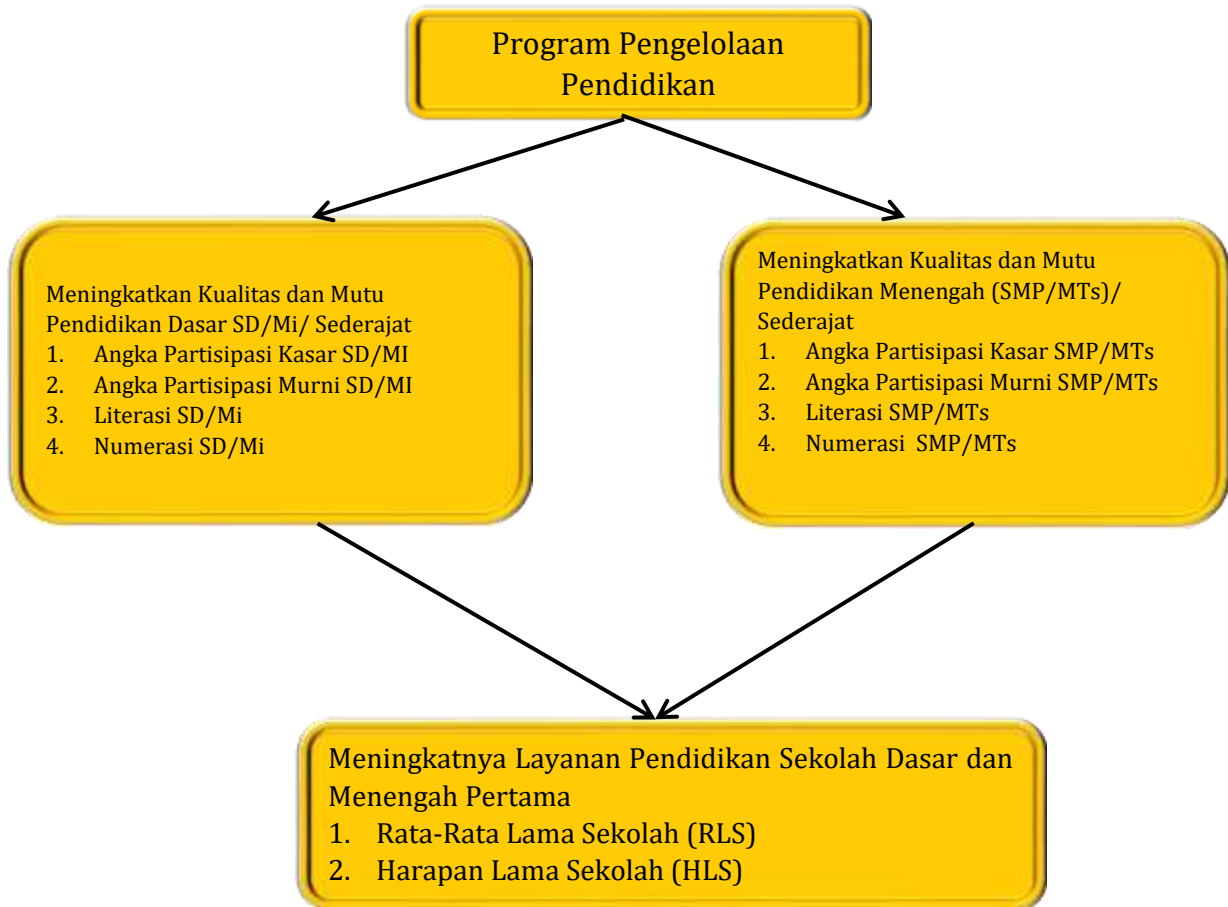 Program Pengelolaan
Pendidikan
Meningkatkan Kualitas dan Mutu
Pendidikan Dasar SD/Mi/ Sederajat
1. Angka Partisipasi Kasar SD/MI
2. Angka Partisipasi Murni SD/MI
3. Literasi SD/Mi
4. Numerasi SD/Mi
Meningkatkan Kualitas dan Mutu
Pendidikan Menengah (SMP/MTs)/
Sederajat
1. Angka Partisipasi Kasar SMP/MTs
2. Angka Partisipasi Murni SMP/MTs
3. Literasi SMP/MTs
4. Numerasi SMP/MTs
Meningkatnya Layanan Pendidikan Sekolah Dasar dan
Menengah Pertama
1. Rata-Rata Lama Sekolah (RLS)
2. Harapan Lama Sekolah (HLS)